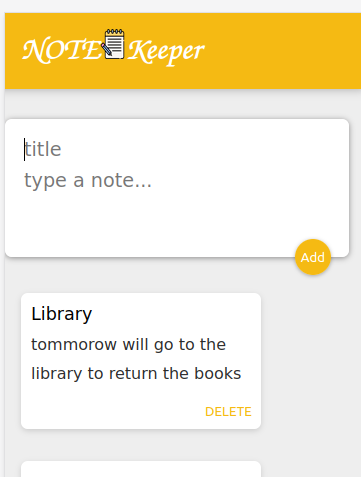 NOTE Keeper
title
type a note...
Add
Library
tommorow will go to the
library to return the books
DELETE